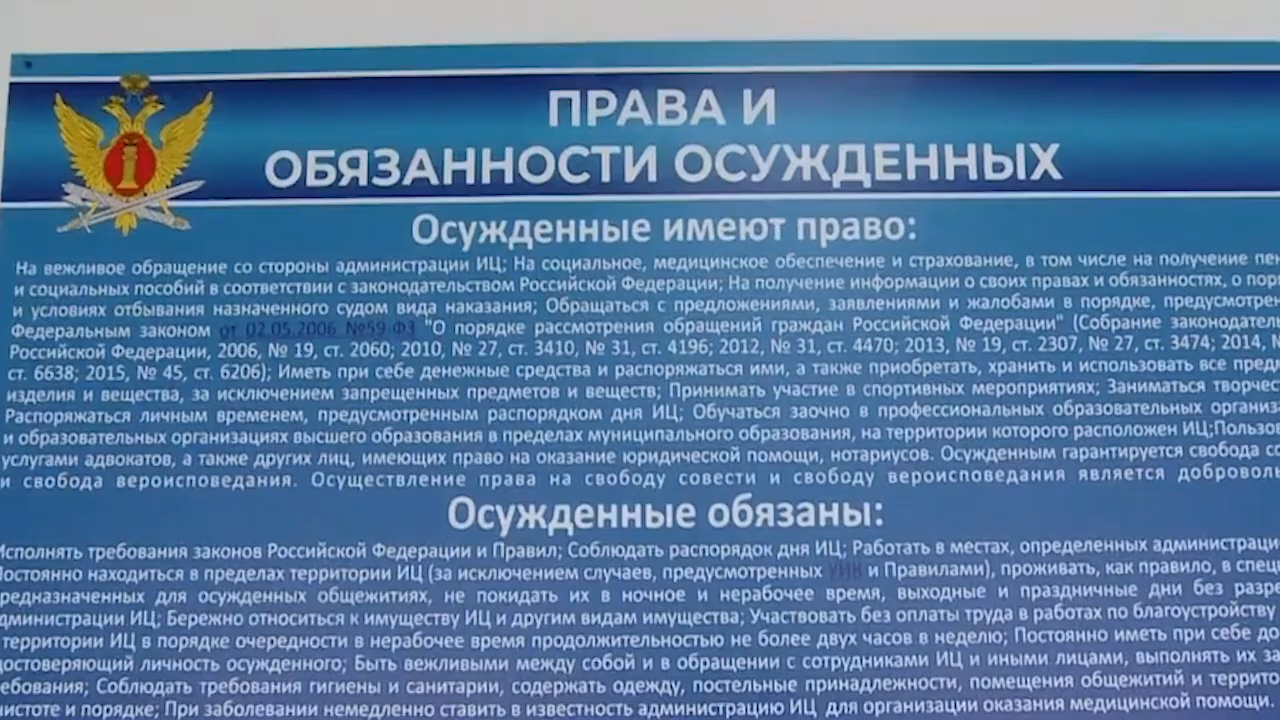 ПРАВА И
ОБЯЗАННОСТИ ОСУЖДЕННЫХ
Осужденные имеют право:
На вежливое обращение со стороны администрации ИЦ; На социальное, медицинское обеспечение и страхование, в том числе на получение пен
и социальных пособий в соответствии с законодательством Российской Федерации; На получение информации о своих правах и обязанностях, о пор
и условиях отбывания назначенного судом вида наказания; Обращаться с предложениями, заявлениями и жалобами в порядке, предусмотрен
Федеральным законом от 02.05.2006 №59-ФЗ "О порядке рассмотрения обращений граждан Российской Федерации" (Собрание законодатель
Российской Федерации, 2006, № 19, ст. 2060; 2010, № 27, ст. 3410, № 31, ст. 4196; 2012, № 31, ст. 4470; 2013, № 19, ст. 2307, № 27, ст. 3474; 2014, №
ст. 6638; 2015, № 45, ст. 6206); Иметь при себе денежные средства и распоряжаться ими, а также приобретать, хранить и использовать все пред
изделия и вещества, за исключением запрещенных предметов и веществ; Принимать участие в спортивных мероприятиях; Заниматься творчес
Распоряжаться личным временем, предусмотренным распорядком дня ИЦ; Обучаться заочно в профессиональных образовательных организ
и образовательных организациях высшего образования в пределах муниципального образования, на территории которого расположен ИЦ;Пользов
услугами адвокатов, а также других лиц, имеющих право на оказание юридической помощи, нотариусов. Осужденным гарантируется свобода со
и свобода вероисповедания. Осуществление права на свободу совести и свободу вероисповедания является доброволь
Осужденные обязаны:
Исполнять требования законов Российской Федерации и Правил; Соблюдать распорядок дня ИЦ; Работать в местах, определенных администраци
Постоянно находиться в пределах территории ИЦ (за исключением случаев, предусмотренных УИК и Правилами), проживать, как правило, в специ
редназначенных для осужденных общежитиях, не покидать их в ночное и нерабочее время, выходные и праздничные дни без разре
дминистрации ИЦ; Бережно относиться к имуществу ИЦ и другим видам имущества; Участвовать без оплаты труда в работах по благоустройству
территории ИЦ в порядке очередности в нерабочее время продолжительностью не более двух часов в неделю; Постоянно иметь при себе до
достоверяющий личность осужденного; Быть вежливыми между собой и в обращении с сотрудниками ИЦ и иными лицами, выполнять их за
ебования; Соблюдать требования гигиены и санитарии, содержать одежду, постельные принадлежности, помещения общежитий и террито
чистоте и порядке; При заболевании немедленно ставить в известность администрацию ИЦ для организации оказания медицинской помощи.